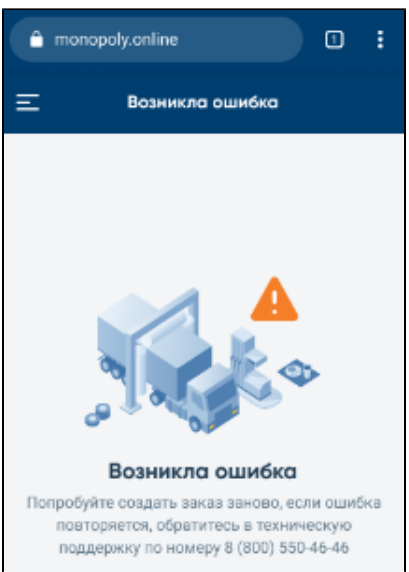 monopoly.online
1
Возникла ошибка
Возникла ошибка
Попробуйте создать заказ заново, если ошибка
повторяется, обратитесь в техническую
поддержку по номеру 8 (800) 550-46-46